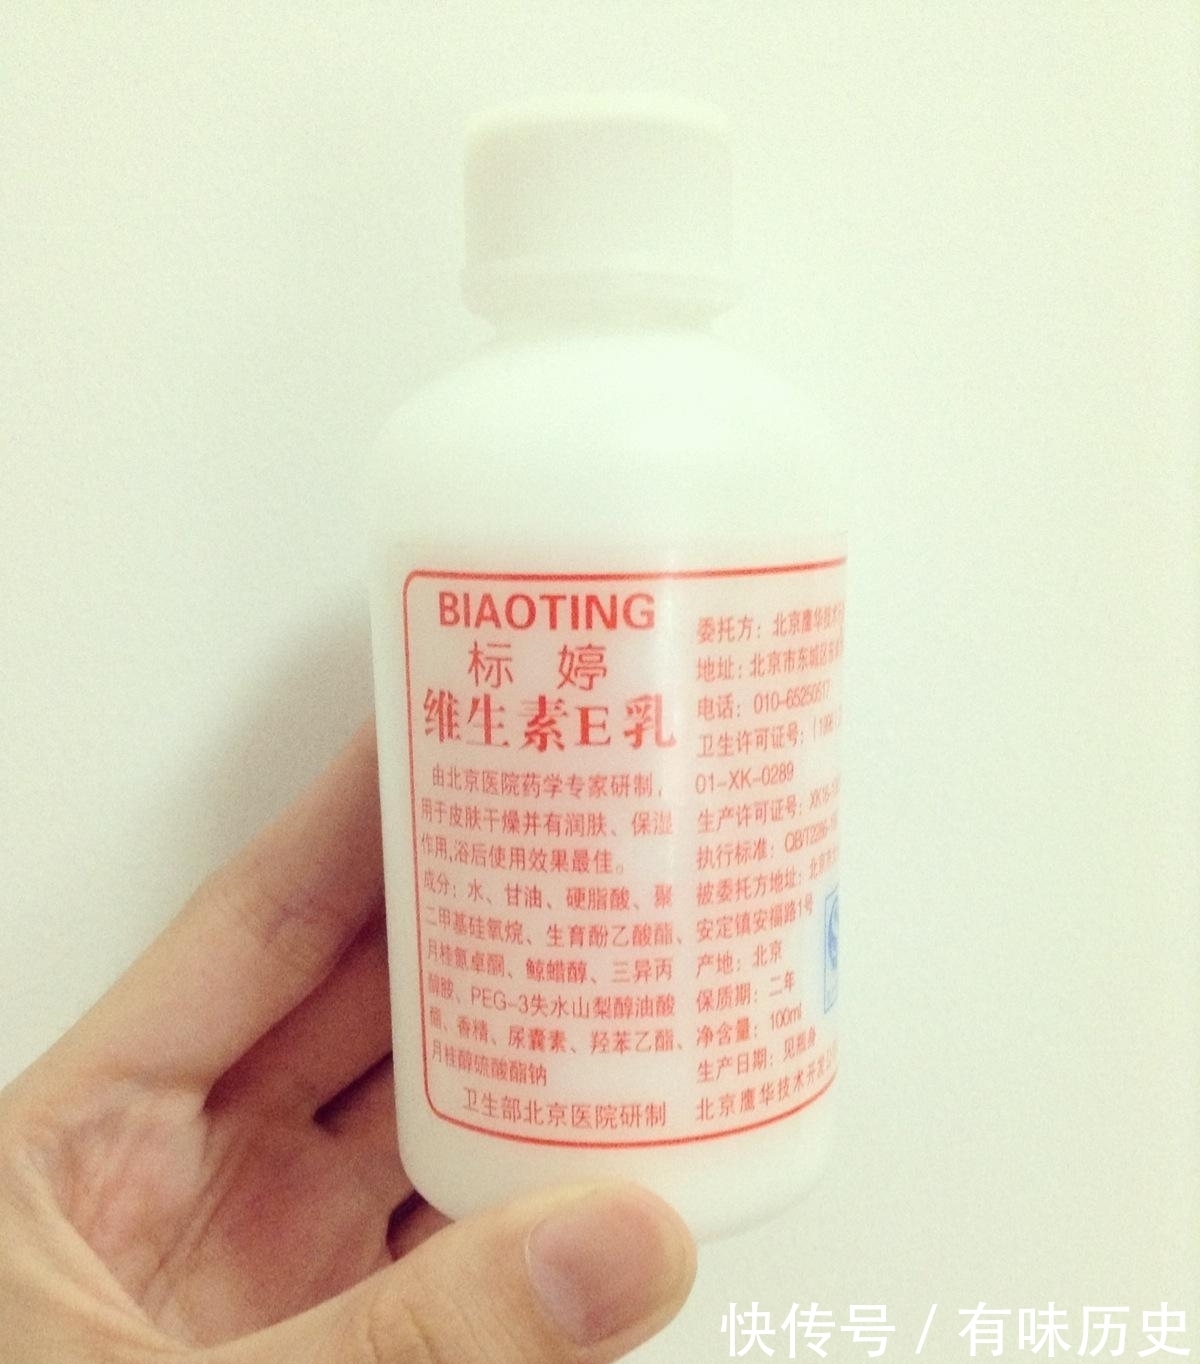 BIAOTING
标 婷
维生素E乳
由北京医院药学专家研制,
用于皮肤干燥并有润肤、保湿
作用,浴后使用效果最佳。
成分：水、甘油、硬脂酸、聚
二甲基硅氧烷、生育酚乙酸酯、
月桂氮卓酮、鲸蜡醇、三异丙
醇胺、PEG-3失水山梨醇油酸
酯、香精、尿囊素、羟苯乙酯、
月桂醇硫酸酯钠
卫生部北京医院研制
委托方：北京鹰华技术
地址：北京市东城区东
电话：010-65250517
卫生许可证号：
01-XK-0289
生产许可证号：XK16-
执行标准：QB/T2286-
被委托方地址：北京市
安定镇安福路1号
产地：北京
保质期：二年
净含量：100ml
生产日期：见瓶身
北京鹰华技术开发
快传号 / 有味历史